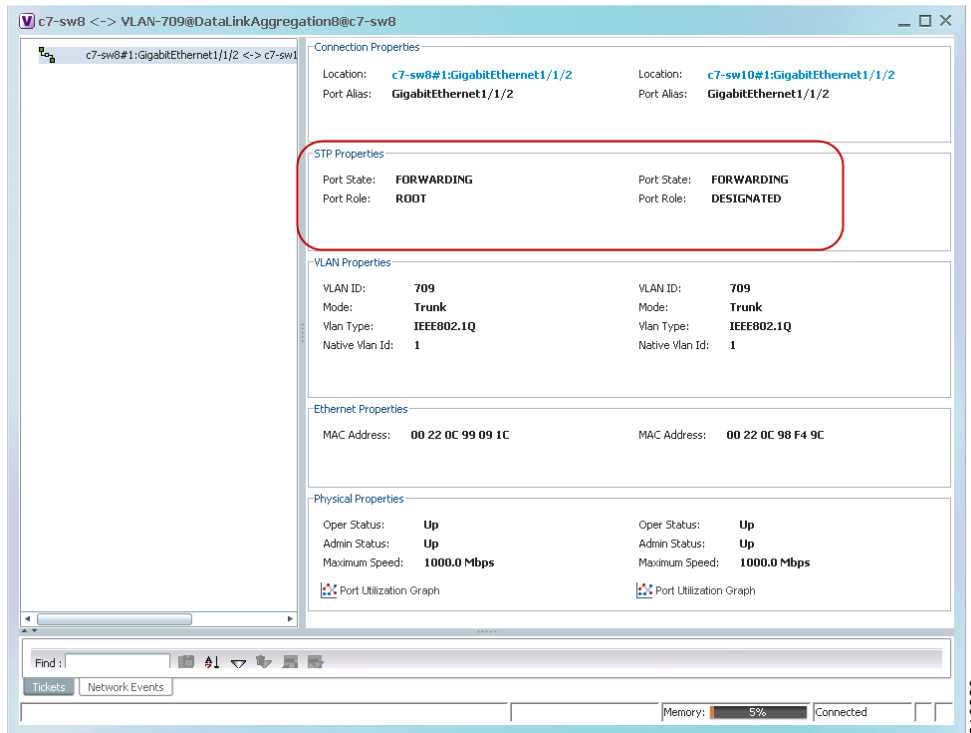 c7-sw8 <-> VLAN-709@DataLinkAggregation8@c7-sw8
c7-sw8#1:GigabitEthernet1/1/2 <-> c7-sw1
Connection Properties
Location: c7-sw8#1:GigabitEthernet1/1/2 Location: c7-sw10#1:GigabitEthernet1/1/2
Port Alias: GigabitEthernet1/1/2 Port Alias: GigabitEthernet1/1/2
STP Properties
Port State: FORWARDING Port State: FORWARDING
Port Role: ROOT Port Role: DESIGNATED
VLAN Properties
VLAN ID: 709 VLAN ID: 709
Mode: Trunk Mode: Trunk
Vlan Type: IEEE802.1Q Vlan Type: IEEE802.1Q
Native Vlan Id: 1 Native Vlan Id: 1
Ethernet Properties
MAC Address: 00 22 0C 99 09 1C MAC Address: 00 22 0C 98 F4 9C
Physical Properties
Oper Status: Up Oper Status: Up
Admin Status: Up Admin Status: Up
Maximum Speed: 1000.0 Mbps Maximum Speed: 1000.0 Mbps
Port Utilization Graph Port Utilization Graph
Find :
Tickets Network Events
Memory: 5% Connected